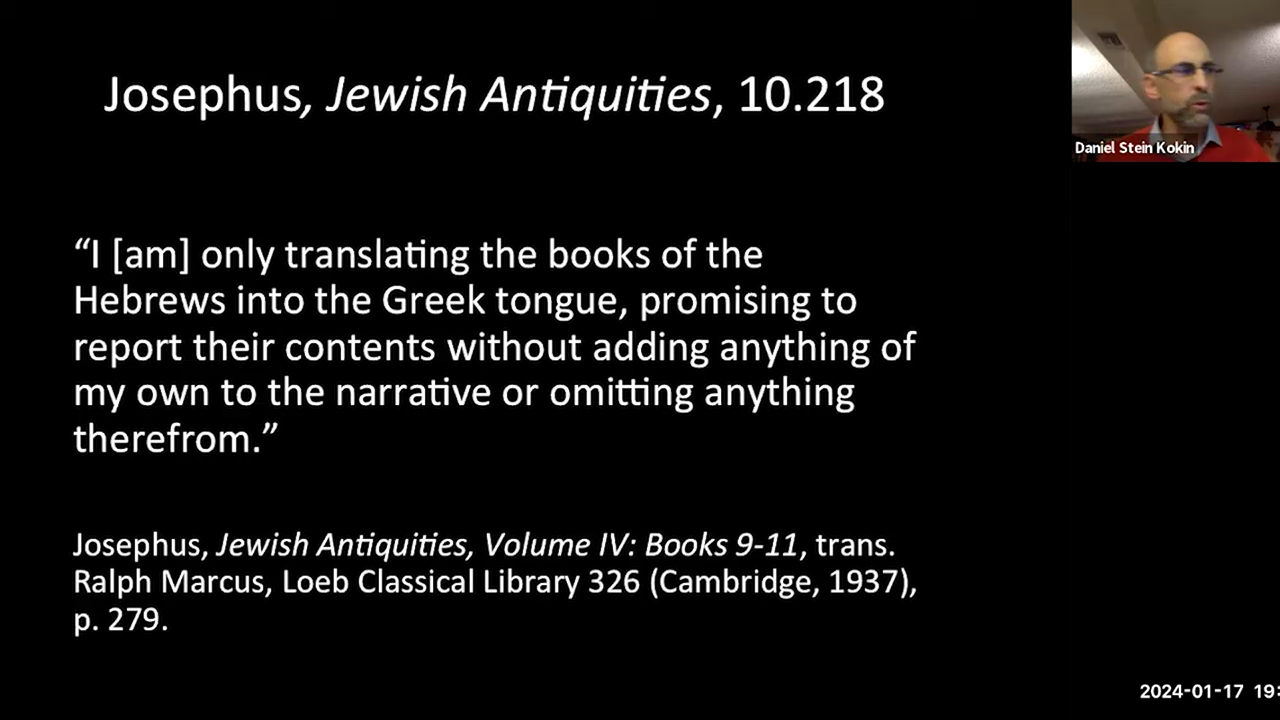 Josephus, Jewish Antiquities, 10.218
“I [am] only translating the books of the
Hebrews into the Greek tongue, promising to
report their contents without adding anything of
my own to the narrative or omitting anything
therefrom.”
Josephus, Jewish Antiquities, Volume IV: Books 9-11, trans.
Ralph Marcus, Loeb Classical Library 326 (Cambridge, 1937),
p. 279.
Daniel Stein Kokin
2024-01-17 19: